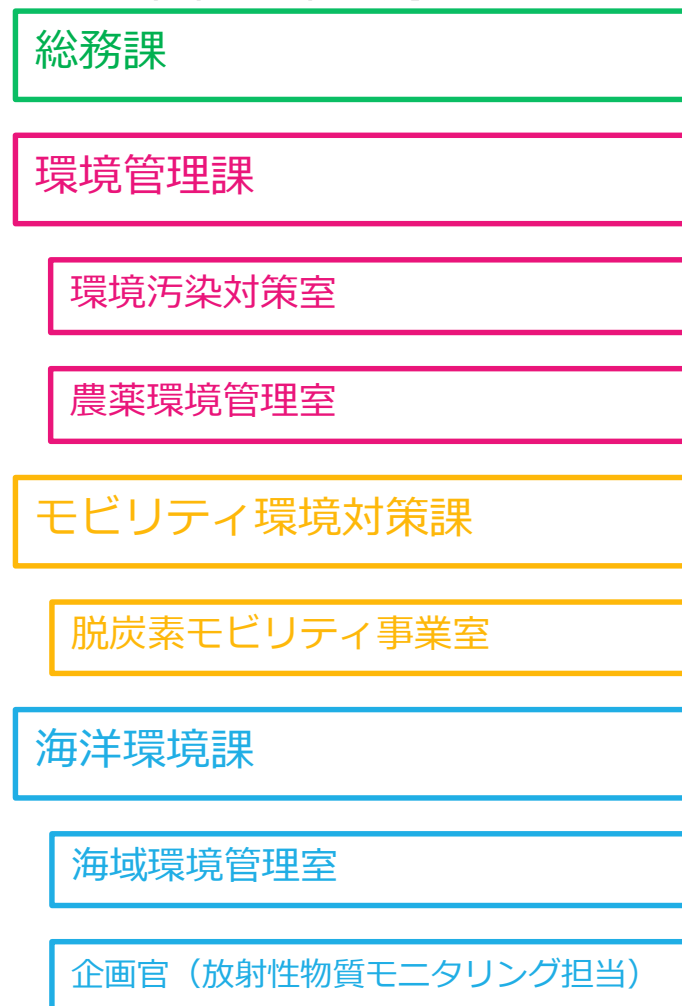 総務課
環境管理課
環境汚染対策室
農薬環境管理室
モビリティ環境対策課
脱炭素モビリティ事業室
海洋環境課
海域環境管理室
企画官（放射性物質モニタリング担当）